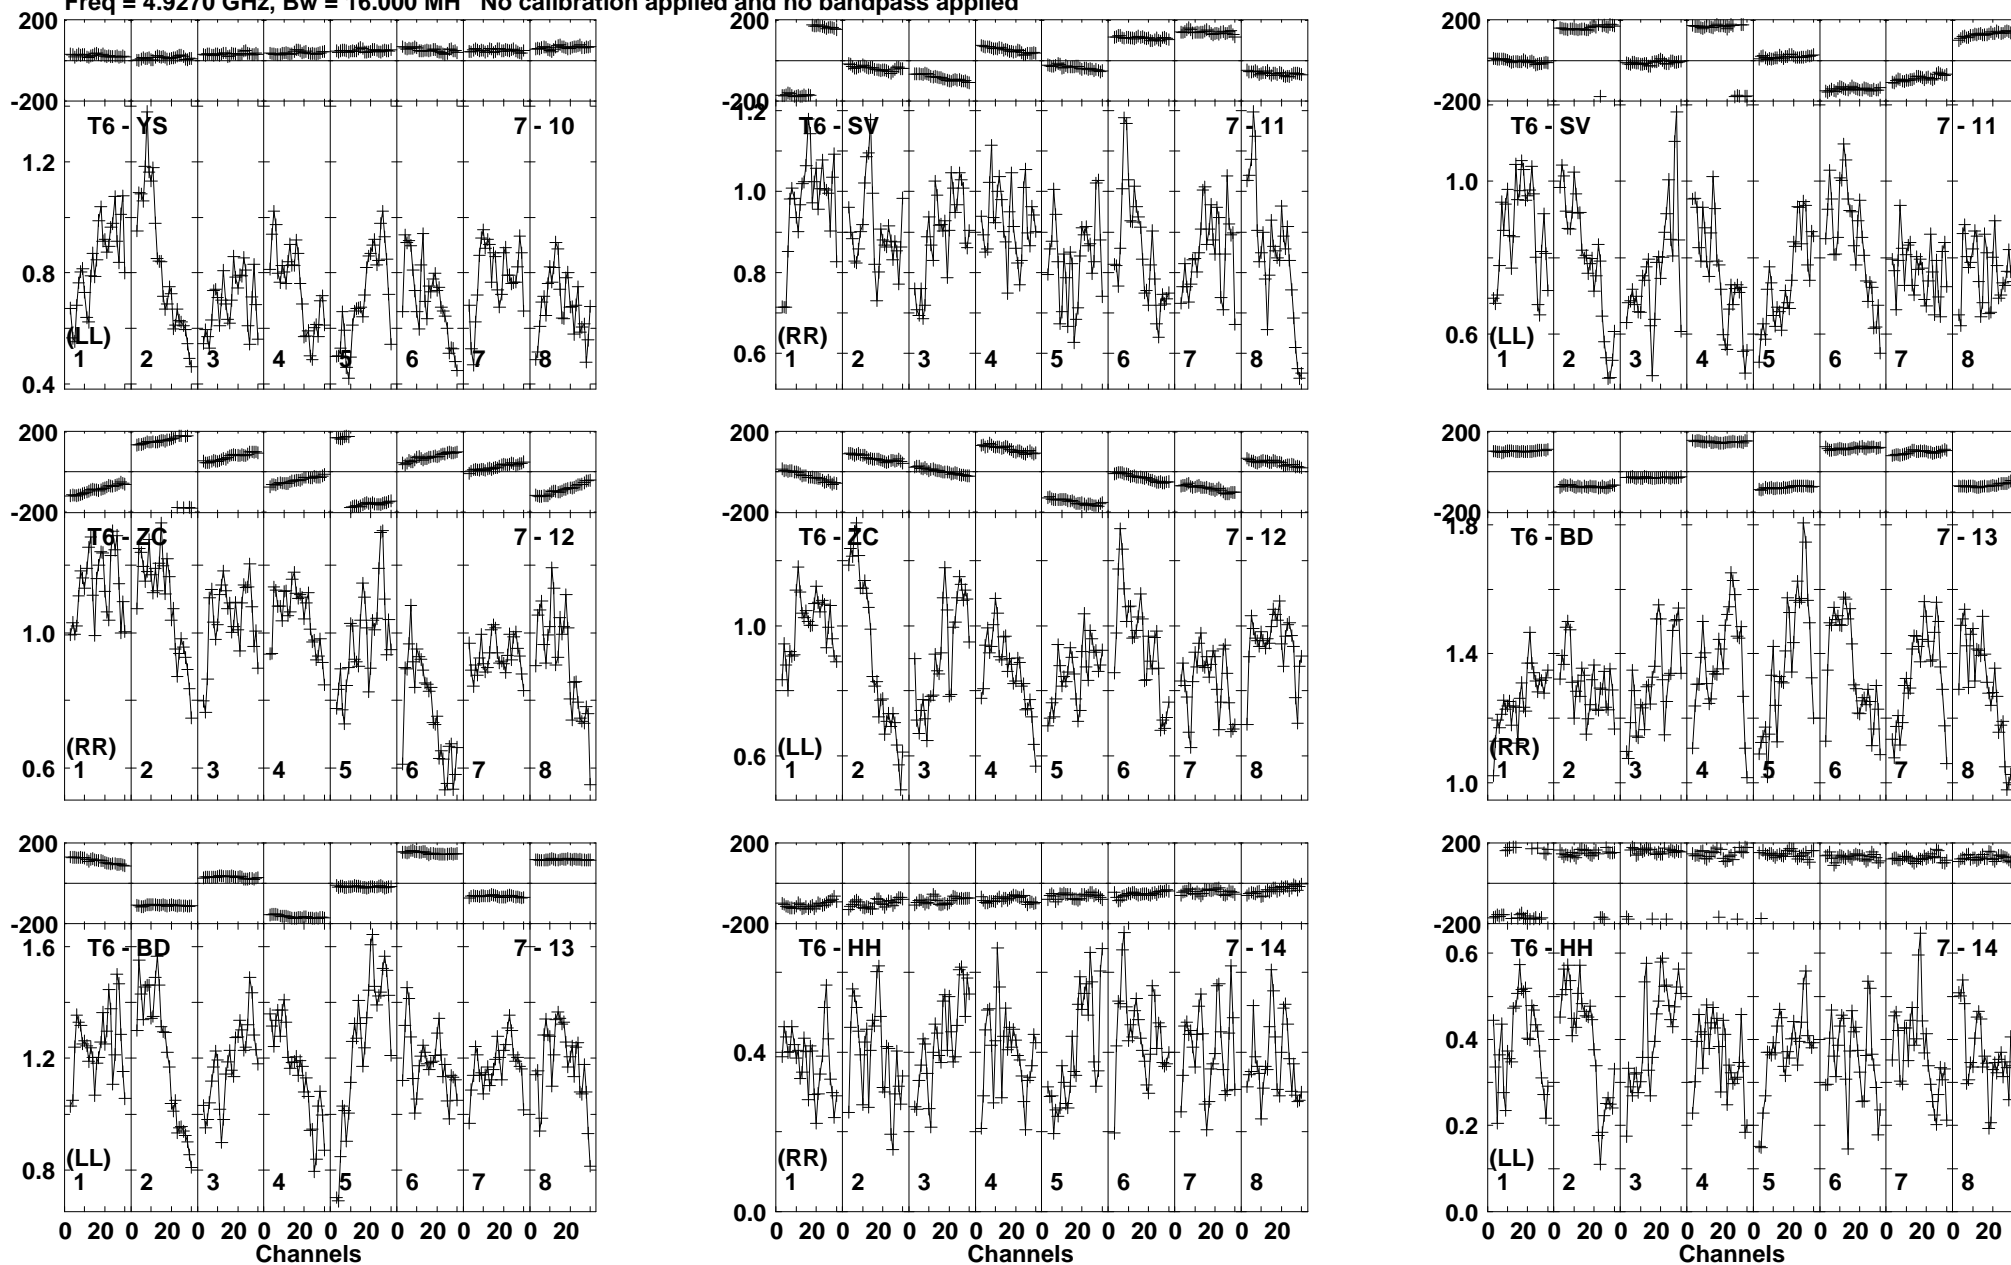 Freq = 4.9270 GHz, Bw = 16.000 MH No calibration applied and no bandpass applied
200 200 200
-200 -200 -200
T6 - YS 7 - 10
1.2
0.8
0.4
(LL)
1 2 3 4 5 6 7 8
1.2
T6 - SV 7 - 11
1.0
0.8
0.6
(RR)
1 2 3 4 5 6 7 8
T6 - SV 7 - 11
1.0
0.6
(LL)
1 2 3 4 5 6 7 8
200 200 200
-200 -200 -200
T6 - ZC 7 - 12
1.0
0.6
(RR)
1 2 3 4 5 6 7 8
T6 - ZC 7 - 12
1.0
0.6
(LL)
1 2 3 4 5 6 7 8
1.8
T6 - BD 7 - 13
1.4
1.0
(RR)
1 2 3 4 5 6 7 8
200 200 200
-200 -200 -200
1.6
T6 - BD 7 - 13
1.2
0.8
(LL)
1 2 3 4 5 6 7 8
0 20 0 20 0 20 0 20 0 20 0 20 0 20 0 20
Channels
T6 - HH 7 - 14
0.4
0.0
(RR)
1 2 3 4 5 6 7 8
0 20 0 20 0 20 0 20 0 20 0 20 0 20 0 20
Channels
0.6
T6 - HH 7 - 14
0.4
0.2
0.0
(LL)
1 2 3 4 5 6 7 8
0 20 0 20 0 20 0 20 0 20 0 20 0 20 0 20
Channels